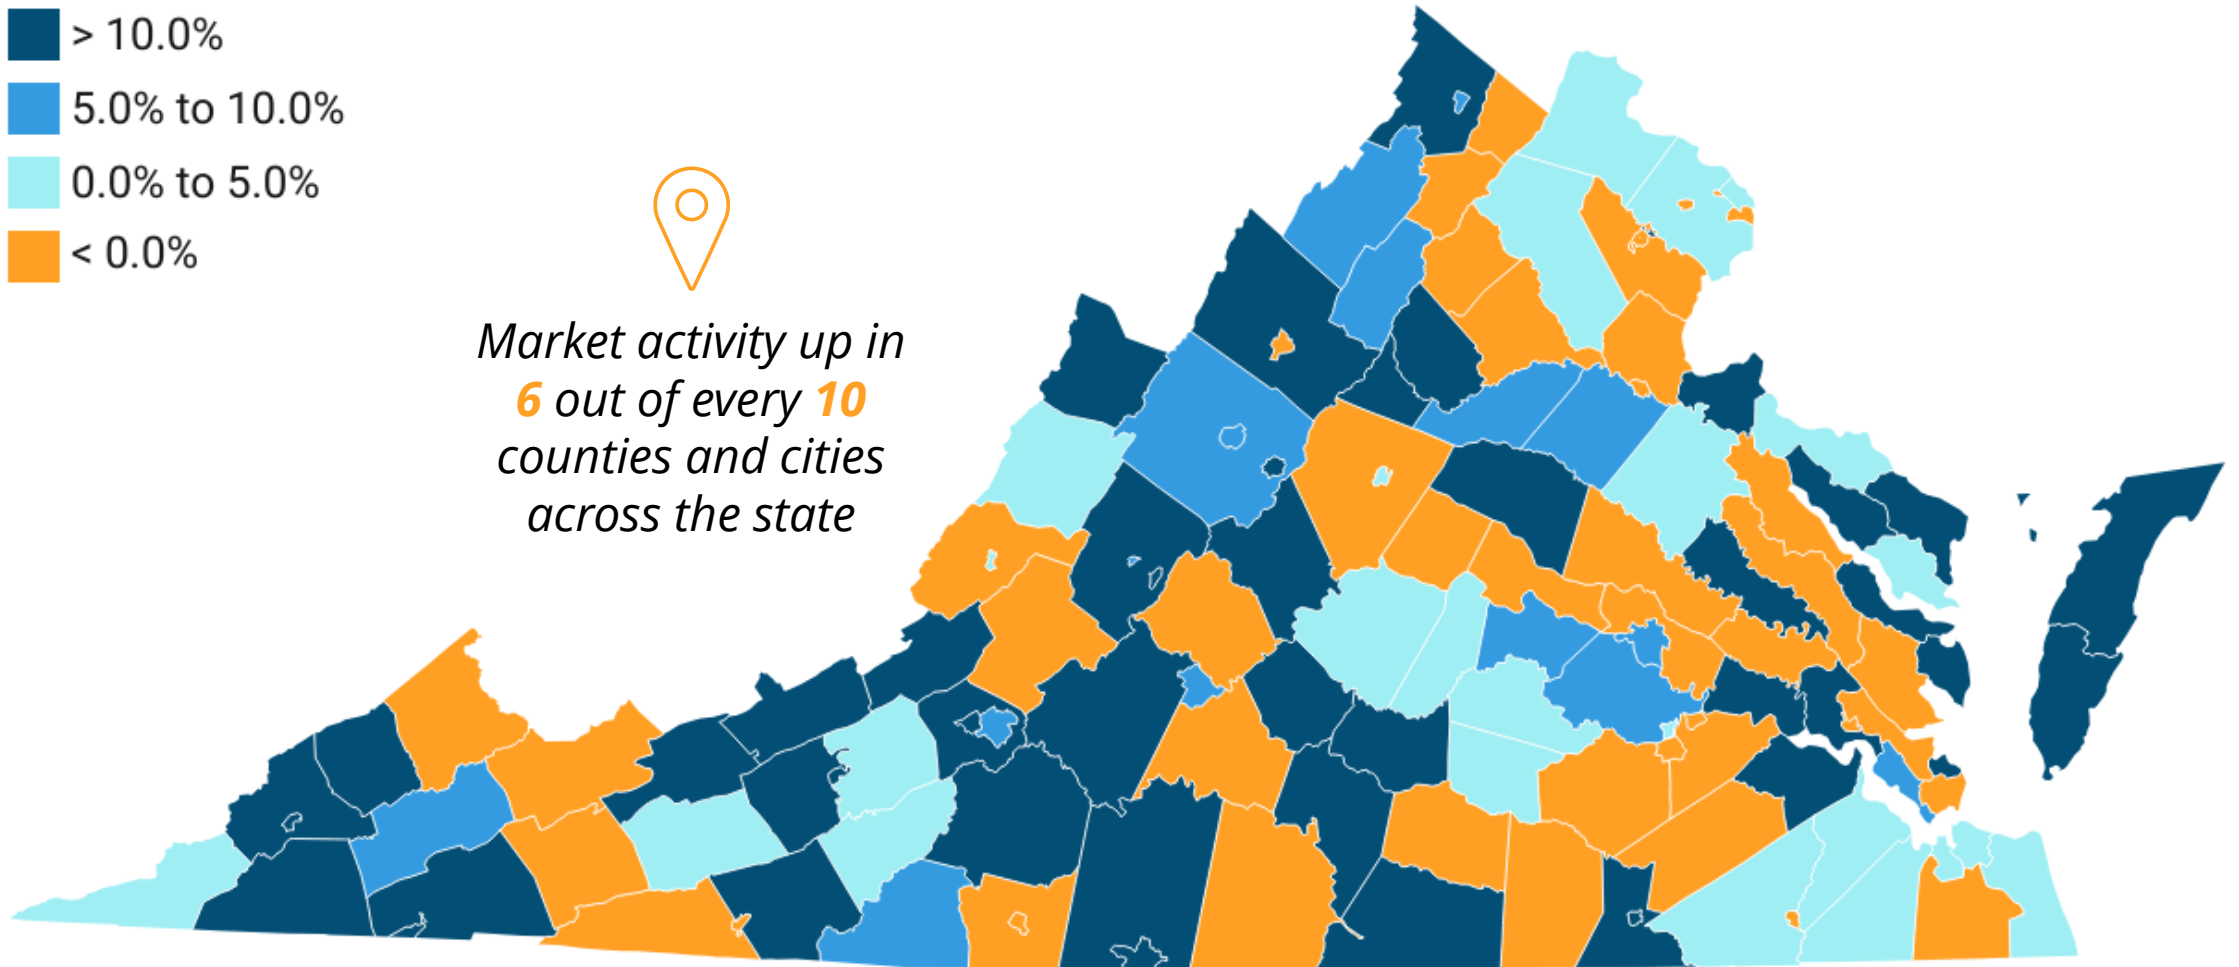 > 10.0%
5.0% to 10.0%
0.0% to 5.0%
< 0.0%
Market activity up in
6 out of every 10
counties and cities
across the state